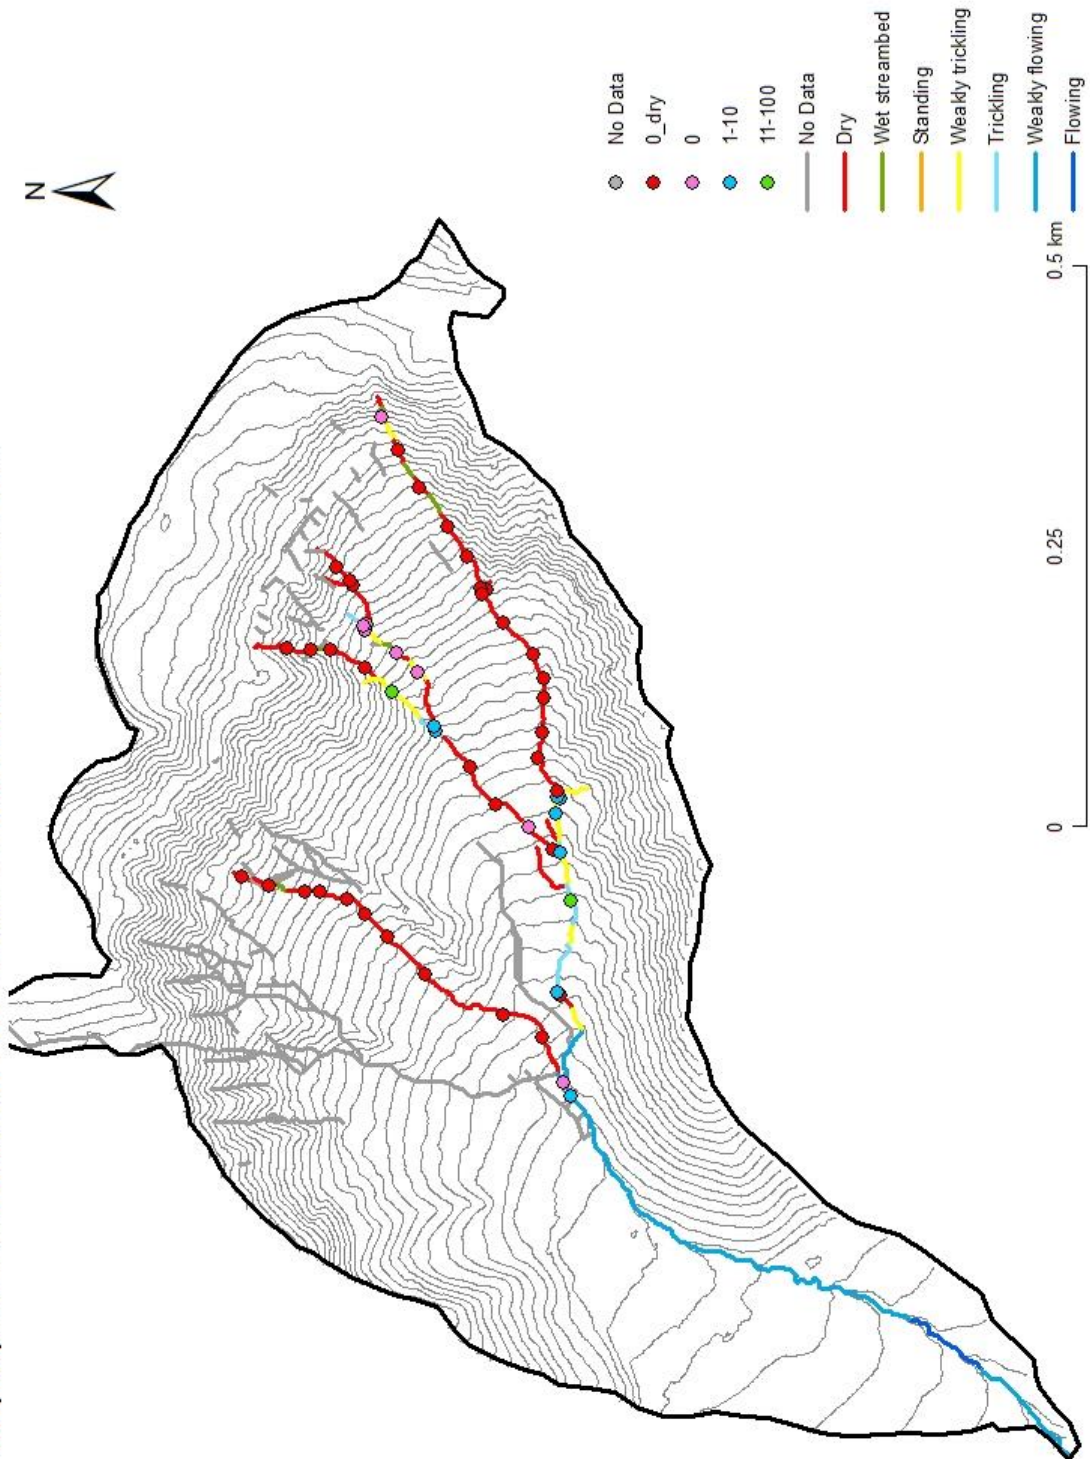 N
No Data
0_dry
0
1-10
11-100
No Data
Dry
Wet streambed
Standing
Weakly trickling
Trickling
Weakly flowing
Flowing
0
0.25
0.5 km